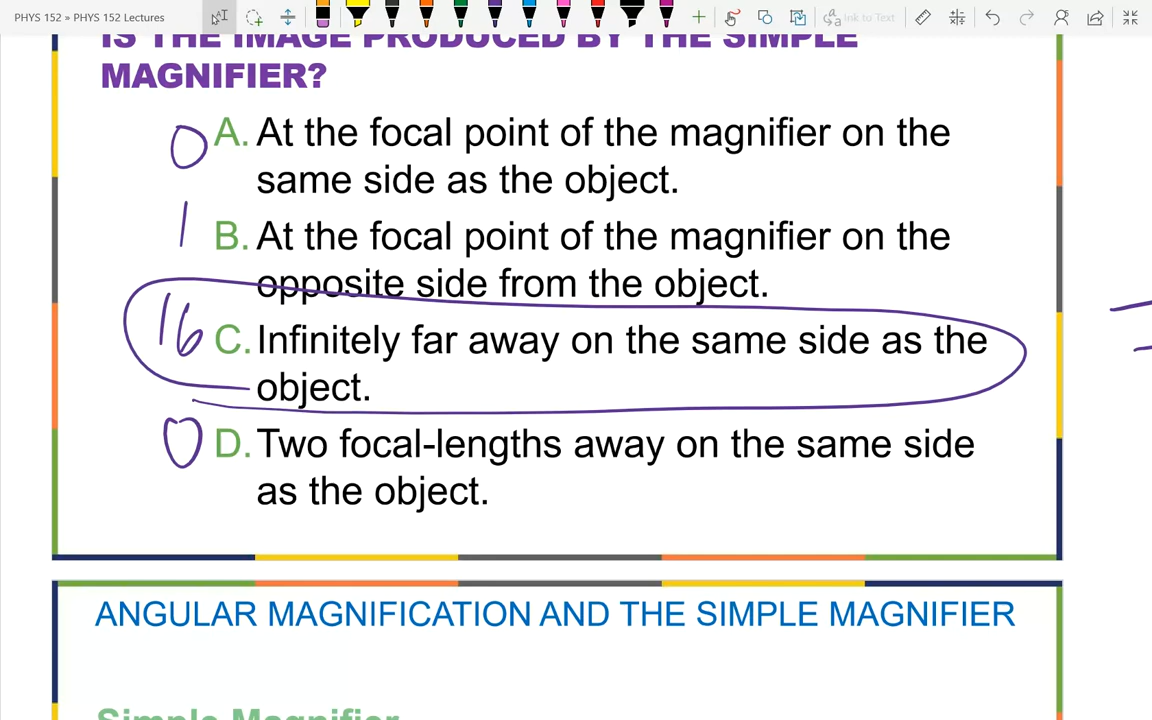 PHYS 152 » PHYS 152 Lectures
Ink to Text
IS THE IMAGE PRODUCED BY THE SIMPLE
MAGNIFIER?
0 A. At the focal point of the magnifier on the
same side as the object.
1 B. At the focal point of the magnifier on the
opposite side from the object.
16 C. Infinitely far away on the same side as the
object.
0 D. Two focal-lengths away on the same side
as the object.
ANGULAR MAGNIFICATION AND THE SIMPLE MAGNIFIER
Simple Magnifier